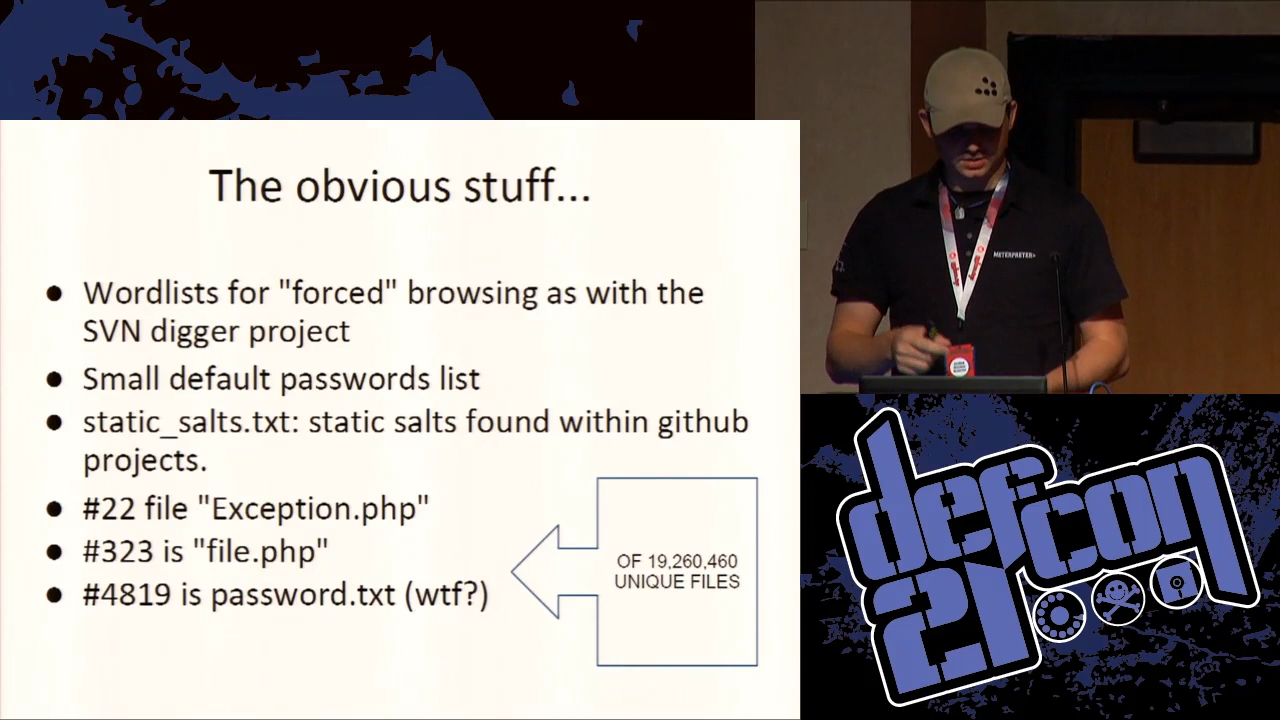 The obvious stuff...
● Wordlists for "forced" browsing as with the
SVN digger project
● Small default passwords list
● static_salts.txt: static salts found within github
projects.
● #22 file "Exception.php"
● #323 is "file.php"
● #4819 is password.txt (wtf?)
OF 19,260,460
UNIQUE FILES
METERPRETER>
defcon
21